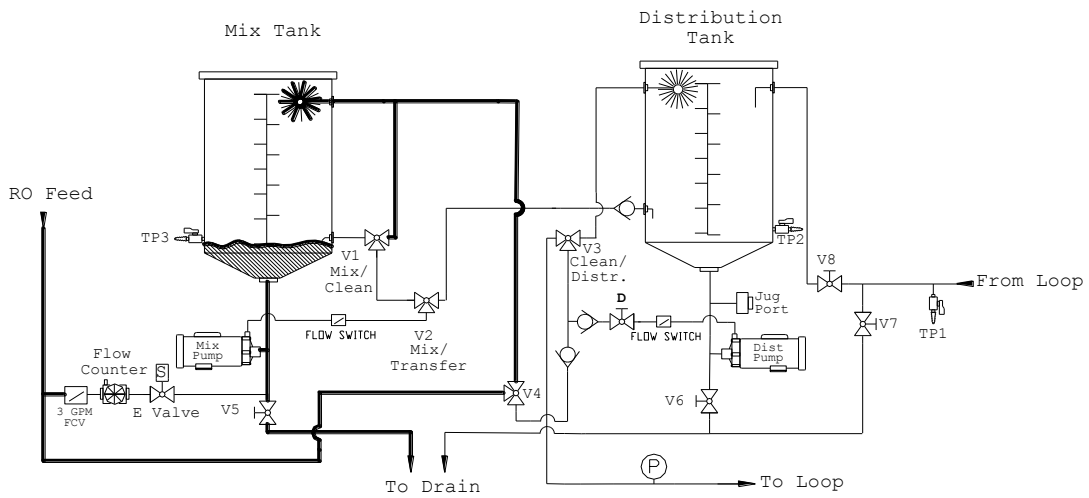 Mix Tank
Distribution
Tank
RO Feed
TP3
V1
Mix/
Clean
V3
Clean/
Distr.
TP2
V8
From Loop
Jug
Port
D
FLOW SWITCH
FLOW SWITCH
V2
Mix/
Transfer
V7
TP1
Mix
Pump
Dist
Pump
Flow
Counter
S
3 GPM
FCV
E Valve
V5
V4
V6
P
To Drain
To Loop